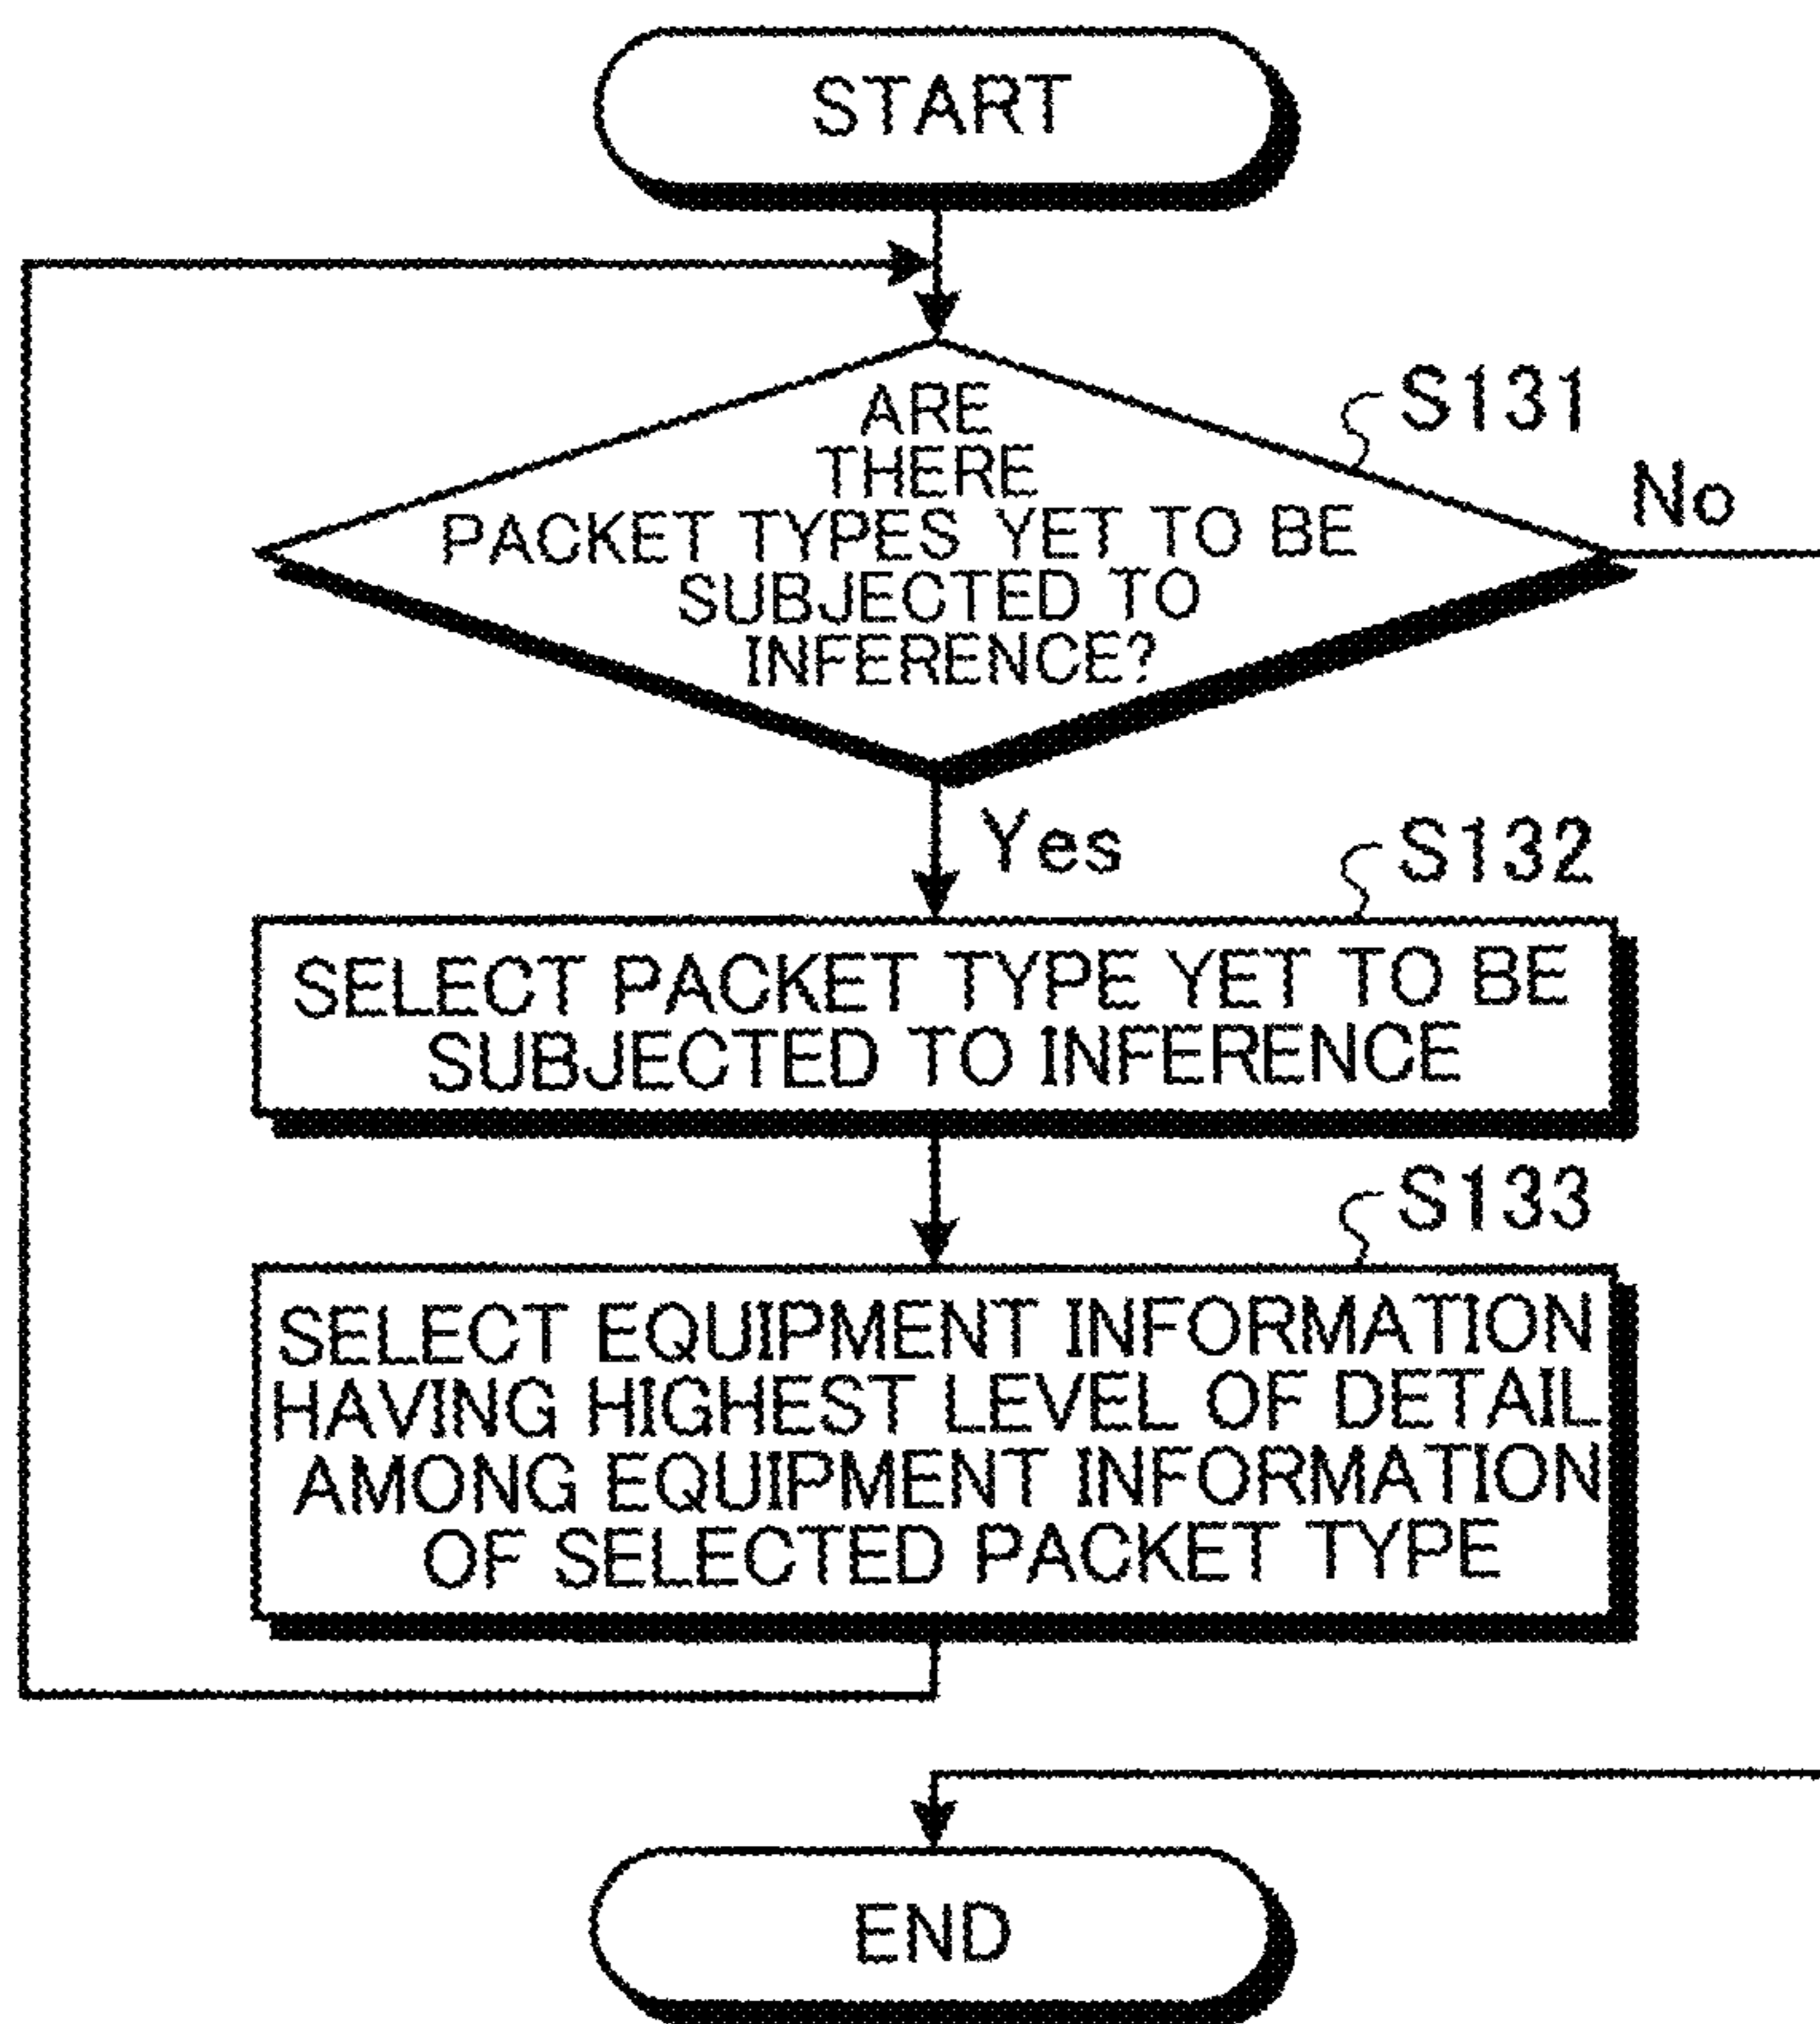 START
ARE
THERE
PACKET TYPES YET TO BE
SUBJECTED TO
INFERENCE?
S131
No
Yes
S132
SELECT PACKET TYPE YET TO BE
SUBJECTED TO INFERENCE
S133
SELECT EQUIPMENT INFORMATION
HAVING HIGHEST LEVEL OF DETAIL
AMONG EQUIPMENT INFORMATION
OF SELECTED PACKET TYPE
END